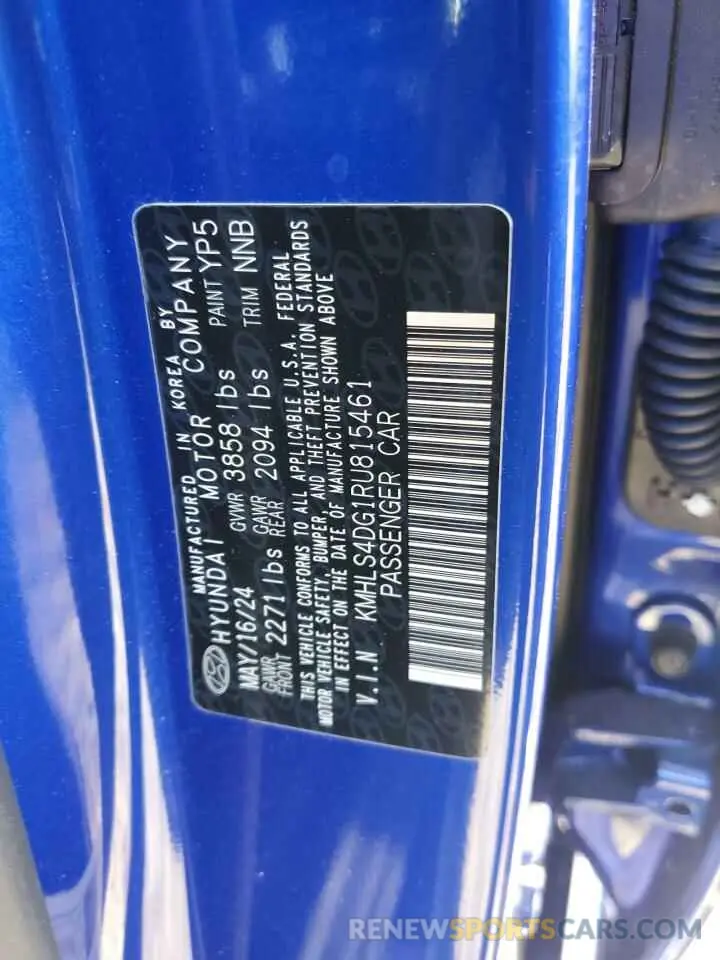 MANUFACTURED IN KOREA BY
HYUNDAI MOTOR COMPANY
MAY/16/24 GVWR 3858 lbs PAINT YP5
GAWR FRONT 2271 lbs GAWR REAR 2094 lbs TRIM NNB
THIS VEHICLE CONFORMS TO ALL APPLICABLE U.S.A. FEDERAL
MOTOR VEHICLE SAFETY, BUMPER, AND THEFT PREVENTION STANDARDS
IN EFFECT ON THE DATE OF MANUFACTURE SHOWN ABOVE
V.I.N KMHLS4DG1RU815461
PASSENGER CAR
RENEWSPORTSCARS.COM